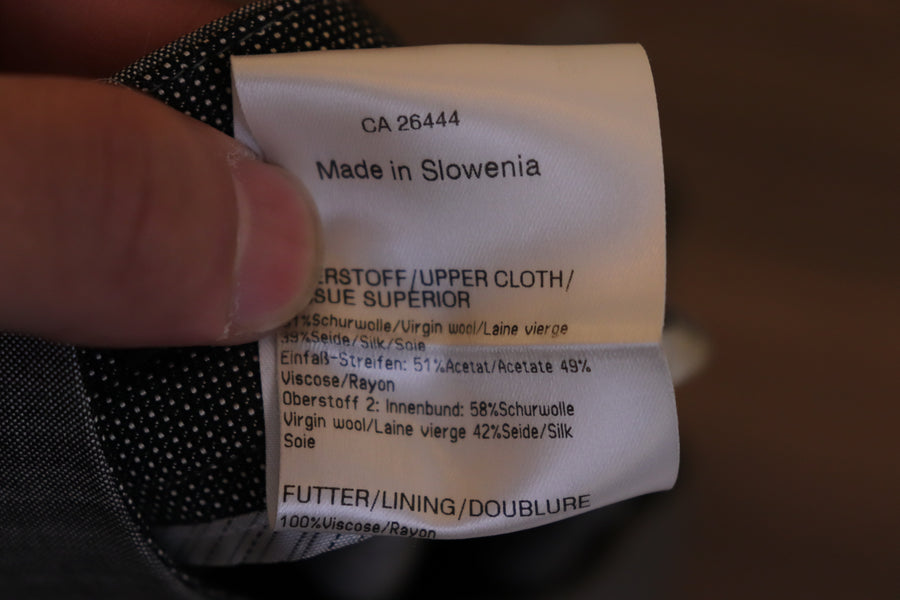 CA 26444
Made in Slowenia
ERSTOFF/UPPER CLOTH/
SUE SUPERIOR
%Schurwolle/Virgin wool/Laine vierge
39%Seide/Silk/Soie
Einfaß-Streifen: 51%Acetat/Acetate 49%
Viscose/Rayon
Oberstoff 2: Innenbund: 58%Schurwolle
Virgin wool/Laine vierge 42%Seide/Silk
Soie
FUTTER/LINING/DOUBLURE
100%Viscose/Rayon